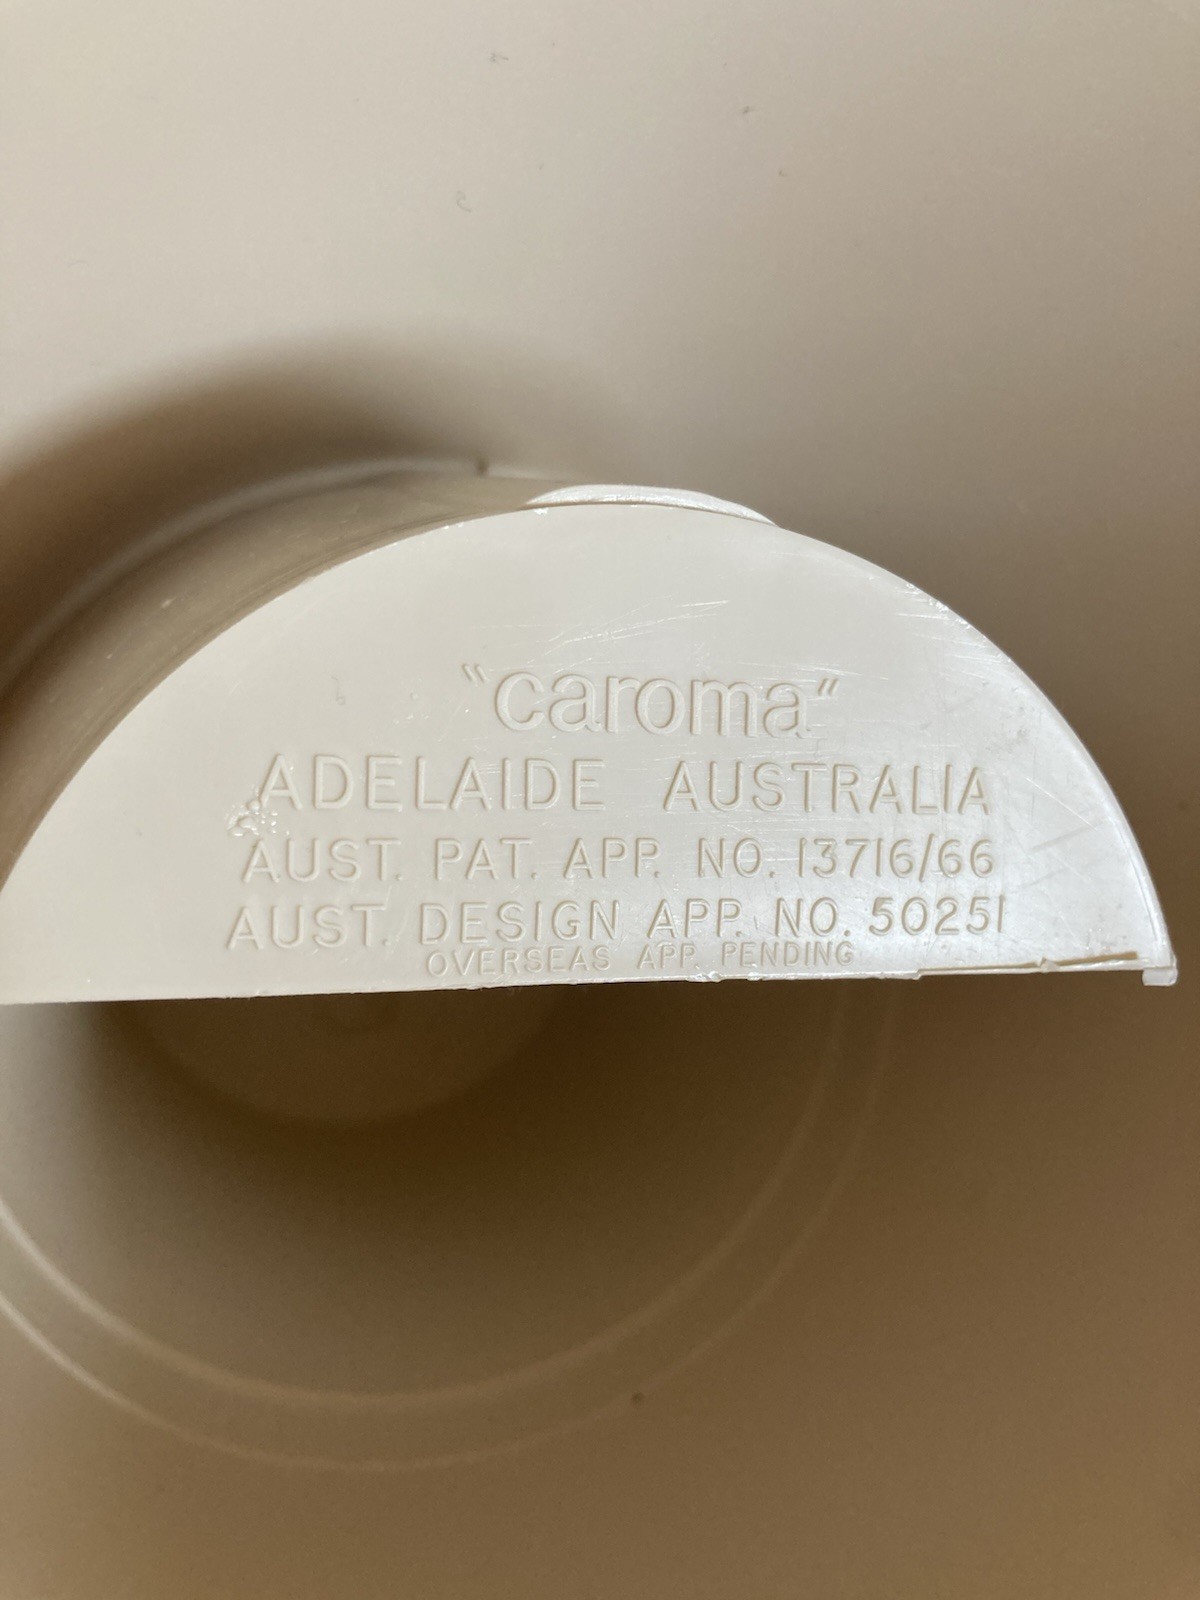 "caroma"
ADELAIDE AUSTRALIA
AUST. PAT. APP. NO. 13716/66
AUST. DESIGN APP. NO. 50251
OVERSEAS APP. PENDING